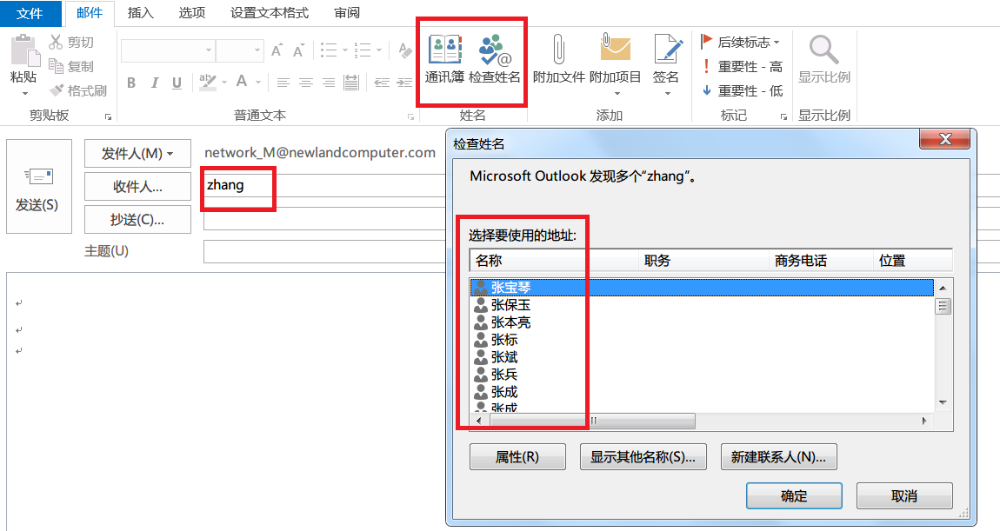 文件 邮件 插入 选项 设置文本格式 审阅
粘贴
剪切
复制
格式刷
剪贴板
B I U
普通文本
通讯簿 检查姓名
姓名
附加文件 附加项目 签名
添加
后续标志
重要性 - 高
重要性 - 低
标记
显示比例
显示比例
发送(S)
发件人(M) network_M@newlandcomputer.com
收件人... zhang
抄送(C)...
主题(U)
检查姓名
Microsoft Outlook 发现多个“zhang”。
选择要使用的地址:
名称 职务 商务电话 位置
张宝琴
张保玉
张本亮
张标
张斌
张兵
张成
张成
属性(R) 显示其他名称(S)... 新建联系人(N)...
确定 取消